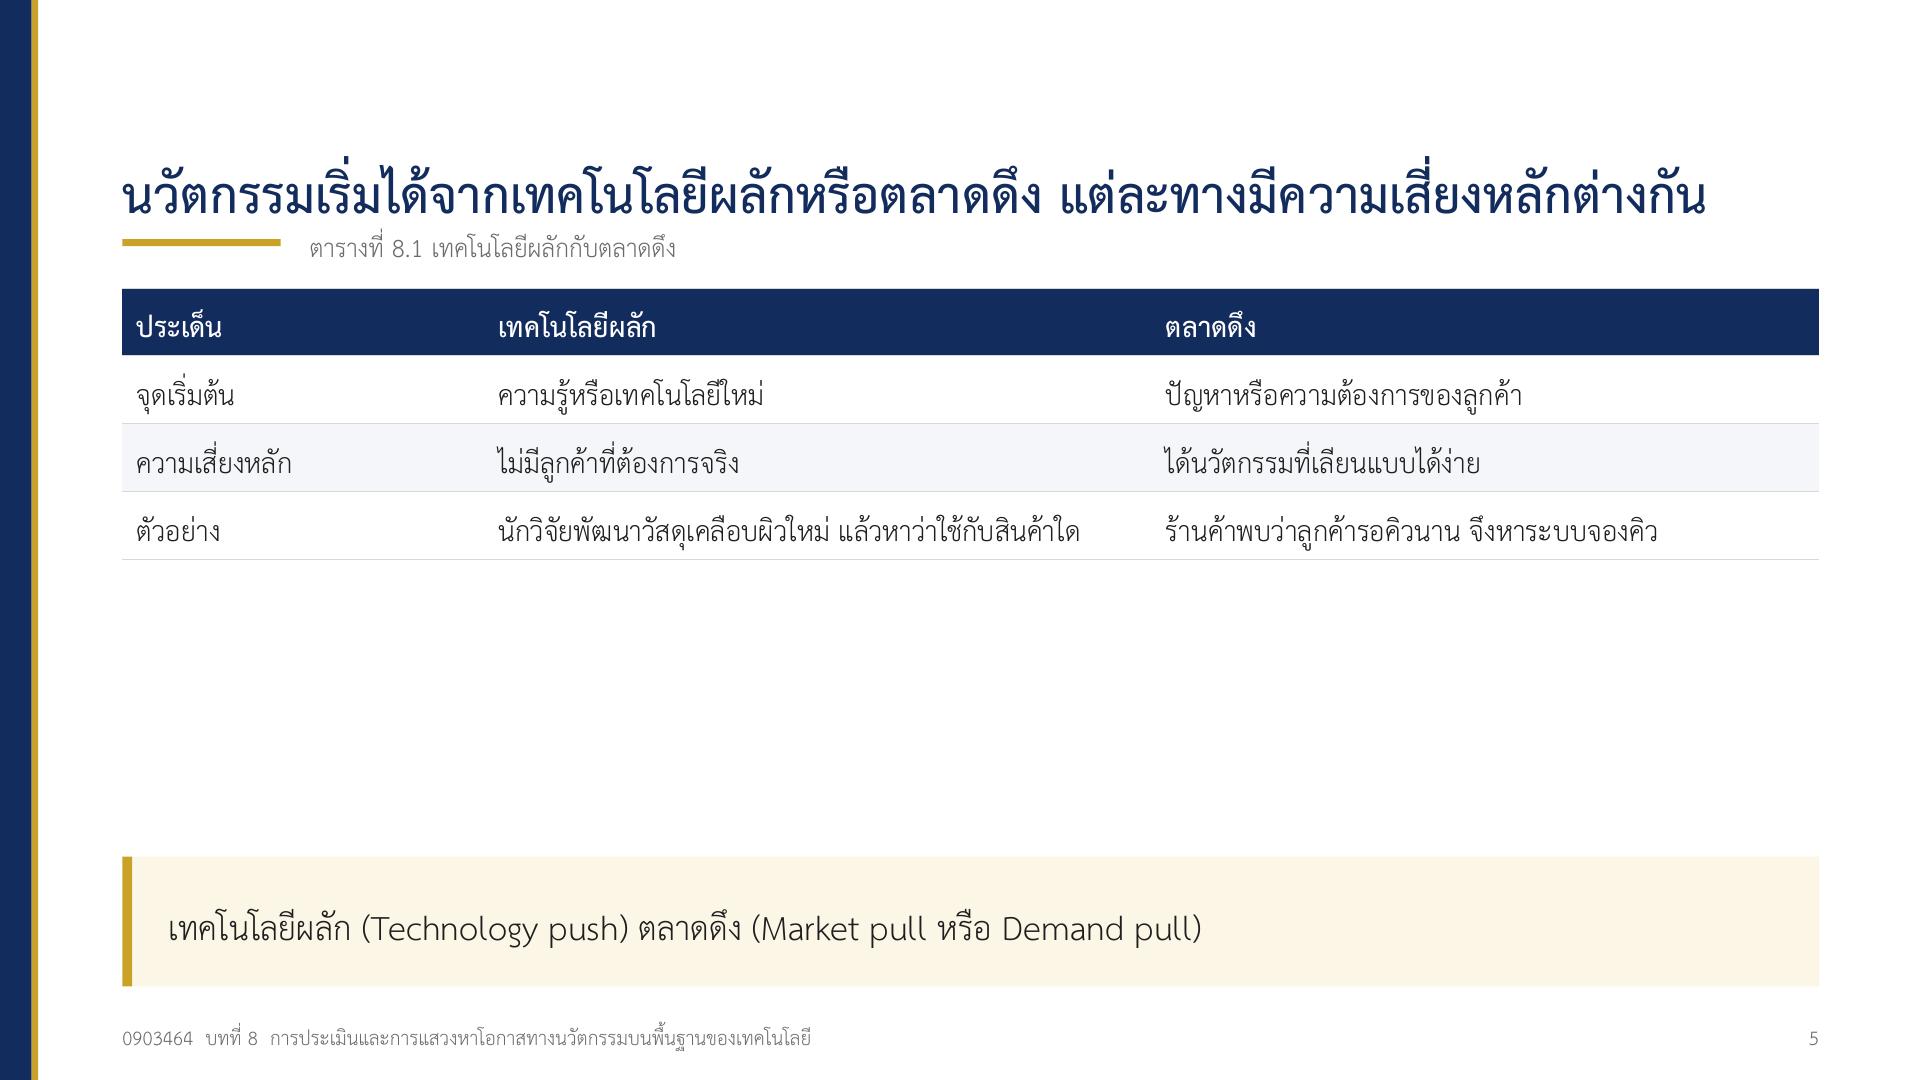 นวัตกรรมเริ่มได้จากเทคโนโลยีผลักหรือตลาดดึง แต่ละทางมีความเสี่ยงหลักต่างกัน
ตารางที่ 8.1 เทคโนโลยีผลักกับตลาดดึง
ประเด็น เทคโนโลยีผลัก ตลาดดึง
จุดเริ่มต้น ความรู้หรือเทคโนโลยีใหม่ ปัญหาหรือความต้องการของลูกค้า
ความเสี่ยงหลัก ไม่มีลูกค้าที่ต้องการจริง ได้นวัตกรรมที่เลียนแบบได้ง่าย
ตัวอย่าง นักวิจัยพัฒนาวัสดุเคลือบผิวใหม่ แล้วหาว่าใช้กับสินค้าใด ร้านค้าพบว่าลูกค้ารอคิวนาน จึงหาระบบจองคิว
เทคโนโลยีผลัก (Technology push) ตลาดดึง (Market pull หรือ Demand pull)
0903464 บทที่ 8 การประเมินและการแสวงหาโอกาสทางนวัตกรรมบนพื้นฐานของเทคโนโลยี 5